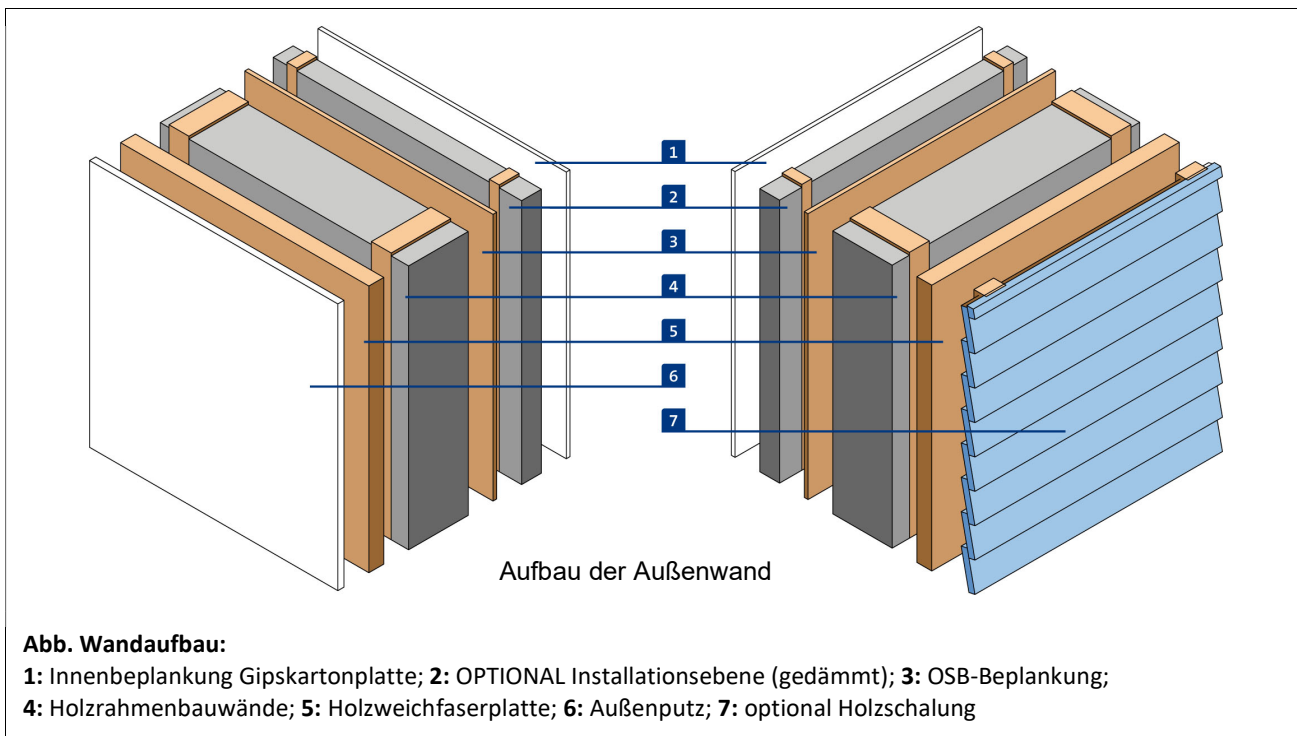 1
2
3
4
5
6
7
Aufbau der Außenwand
Abb. Wandaufbau:
1: Innenbeplankung Gipskartonplatte; 2: OPTIONAL Installationsebene (gedämmt); 3: OSB-Beplankung;
4: Holzrahmenbauwände; 5: Holzweichfaserplatte; 6: Außenputz; 7: optional Holzschalung